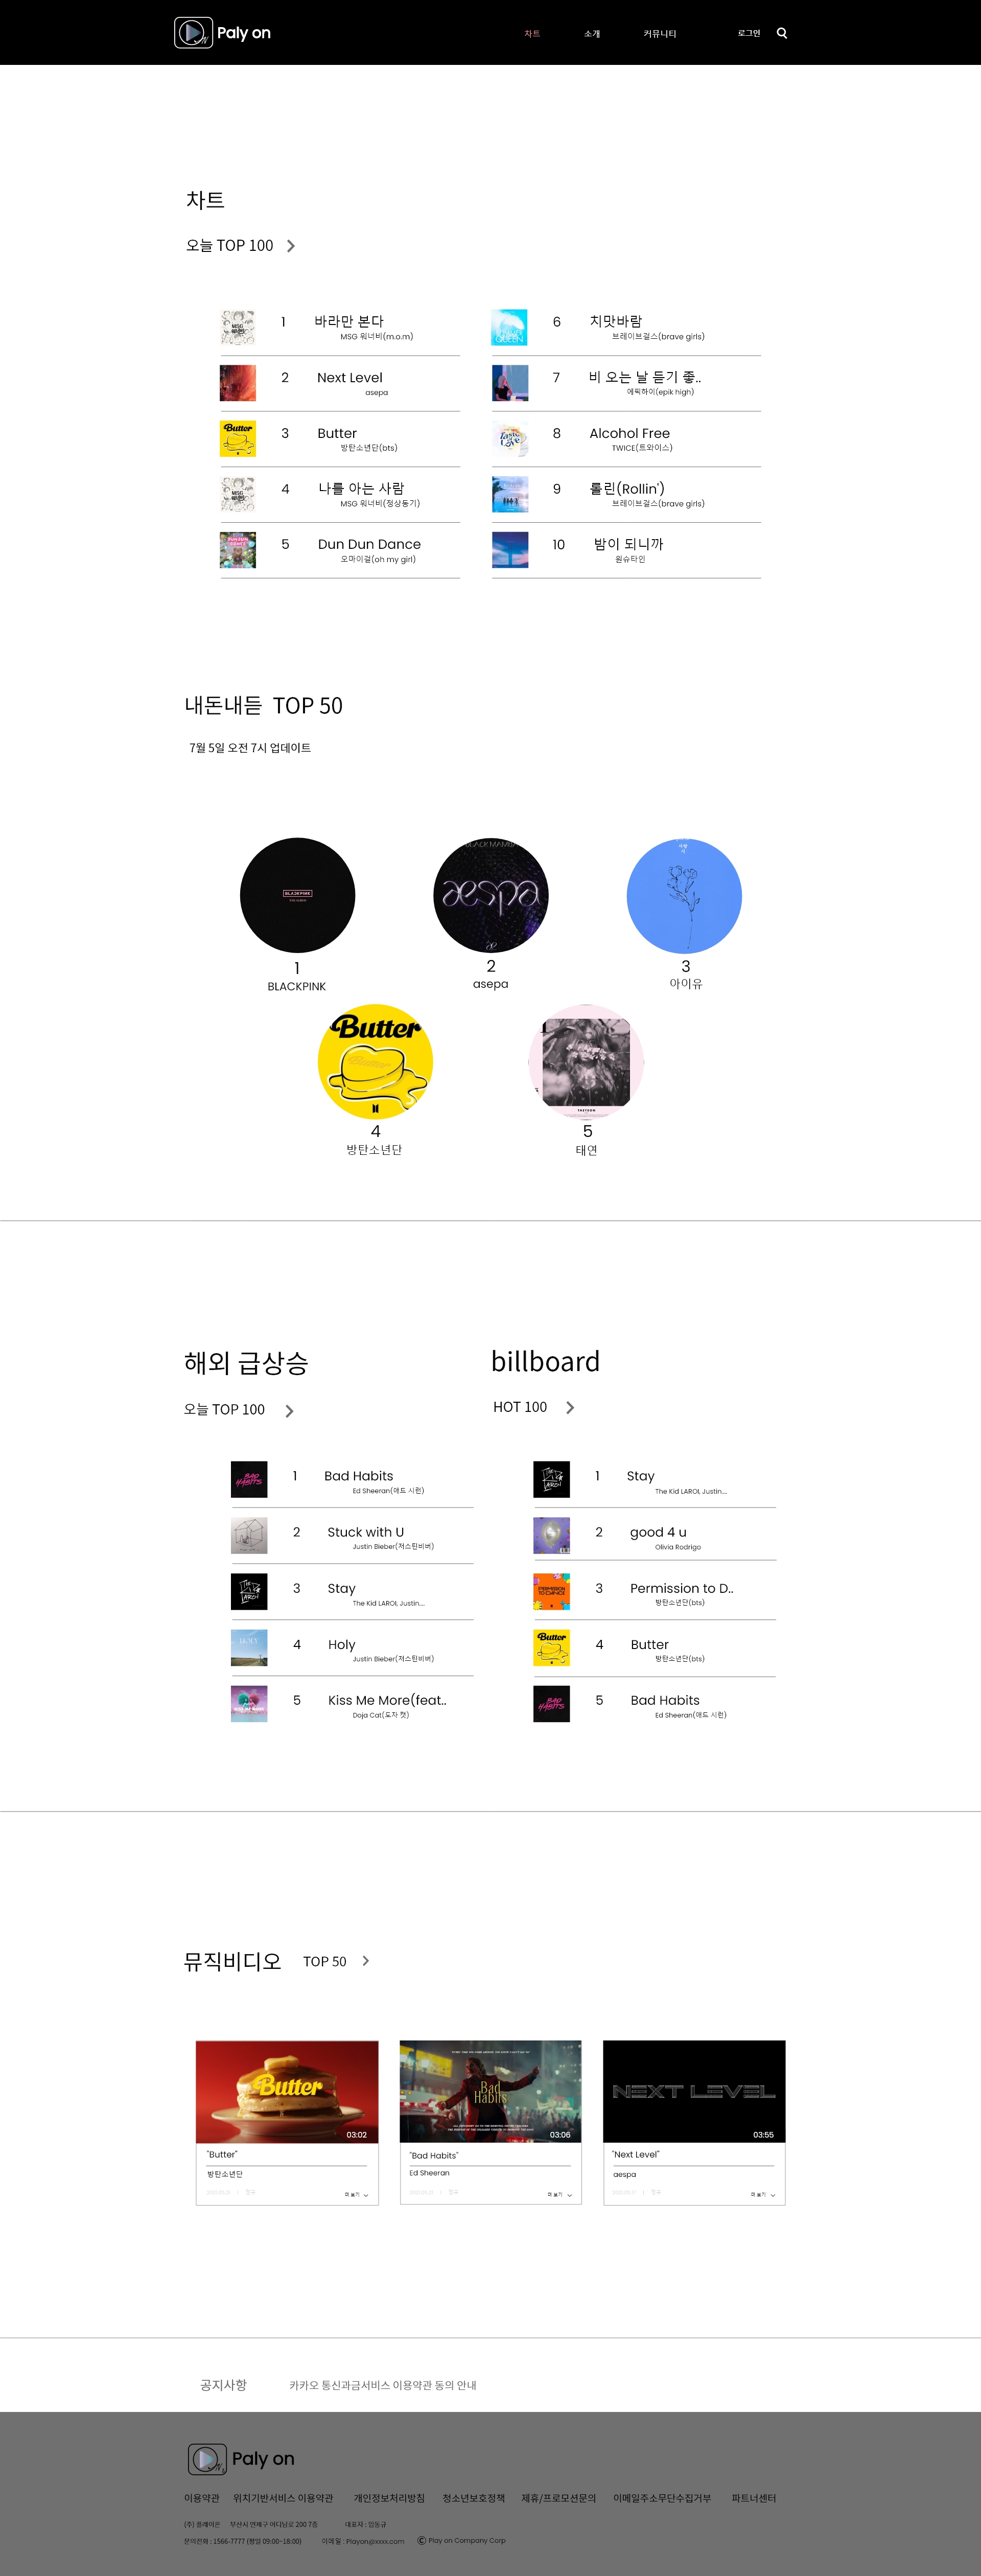 Paly on
차트 소개 커뮤니티 로그인
차트
오늘 TOP 100
1 바라만 본다
MSG 워너비(m.o.m)
2 Next Level
asepa
3 Butter
방탄소년단(bts)
4 나를 아는 사람
MSG 워너비(정상동기)
5 Dun Dun Dance
오마이걸(oh my girl)
6 치맛바람
브레이브걸스(brave girls)
7 비 오는 날 듣기 좋..
에픽하이(epik high)
8 Alcohol Free
TWICE(트와이스)
9 롤린(Rollin')
브레이브걸스(brave girls)
10 밤이 되니까
원슈타인
내돈내듣 TOP 50
7월 5일 오전 7시 업데이트
BLACKPINK
BLACK MAMBA
aespa
1
BLACKPINK
2
asepa
3
아이유
Butter
TAEYEON
4
방탄소년단
5
태연
해외 급상승
오늘 TOP 100
1 Bad Habits
Ed Sheeran(애드 시런)
2 Stuck with U
Justin Bieber(저스틴비버)
3 Stay
The Kid LAROI, Justin....
4 Holy
Justin Bieber(저스틴비버)
5 Kiss Me More(feat..
Doja Cat(도자 캣)
billboard
HOT 100
1 Stay
The Kid LAROI, Justin....
2 good 4 u
Olivia Rodrigo
3 Permission to D..
방탄소년단(bts)
4 Butter
방탄소년단(bts)
5 Bad Habits
Ed Sheeran(애드 시런)
뮤직비디오 TOP 50
Butter
03:02
"Butter"
방탄소년단
더 보기
Bad Habits
03:06
"Bad Habits"
Ed Sheeran
더 보기
NEXT LEVEL
03:55
"Next Level"
aespa
더 보기
공지사항 카카오 통신과금서비스 이용약관 동의 안내
Paly on
이용약관 위치기반서비스 이용약관 개인정보처리방침 청소년보호정책 제휴/프로모션문의 이메일주소무단수집거부 파트너센터
(주) 플레이온 부산시 연제구 여디남로 200 7층 대표자 : 임동규
문의전화 : 1566-7777 (평일 09:00~18:00) 이메일 : Playon@xxxx.com © Play on Company Corp